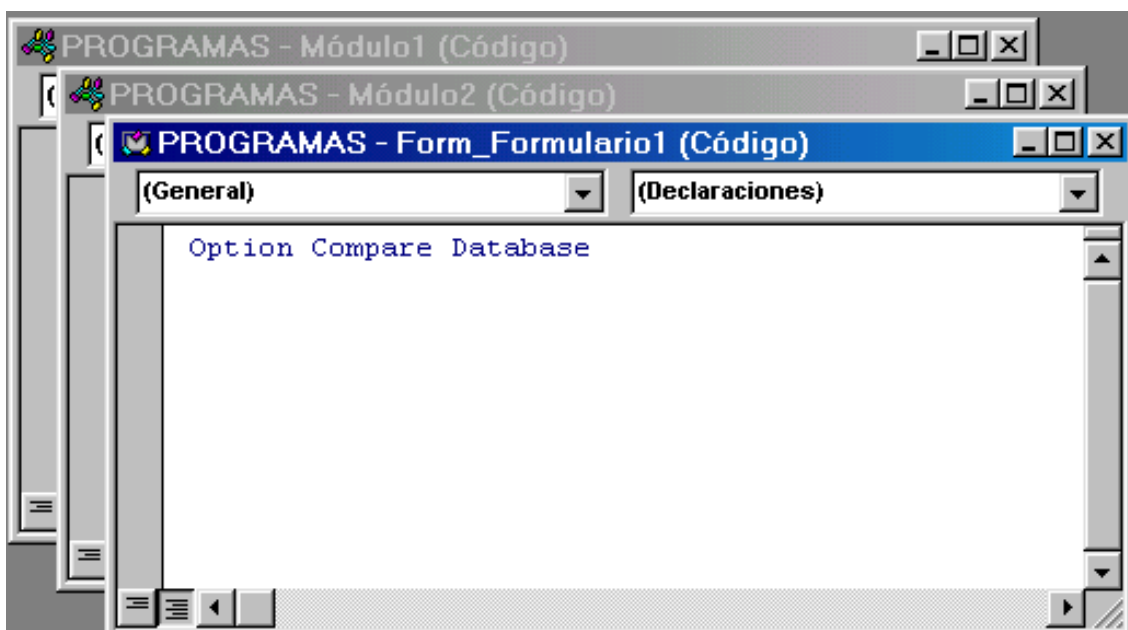 PROGRAMAS - Módulo1 (Código)
PROGRAMAS - Módulo2 (Código)
PROGRAMAS - Form_Formulario1 (Código)
(General) (Declaraciones)
Option Compare Database